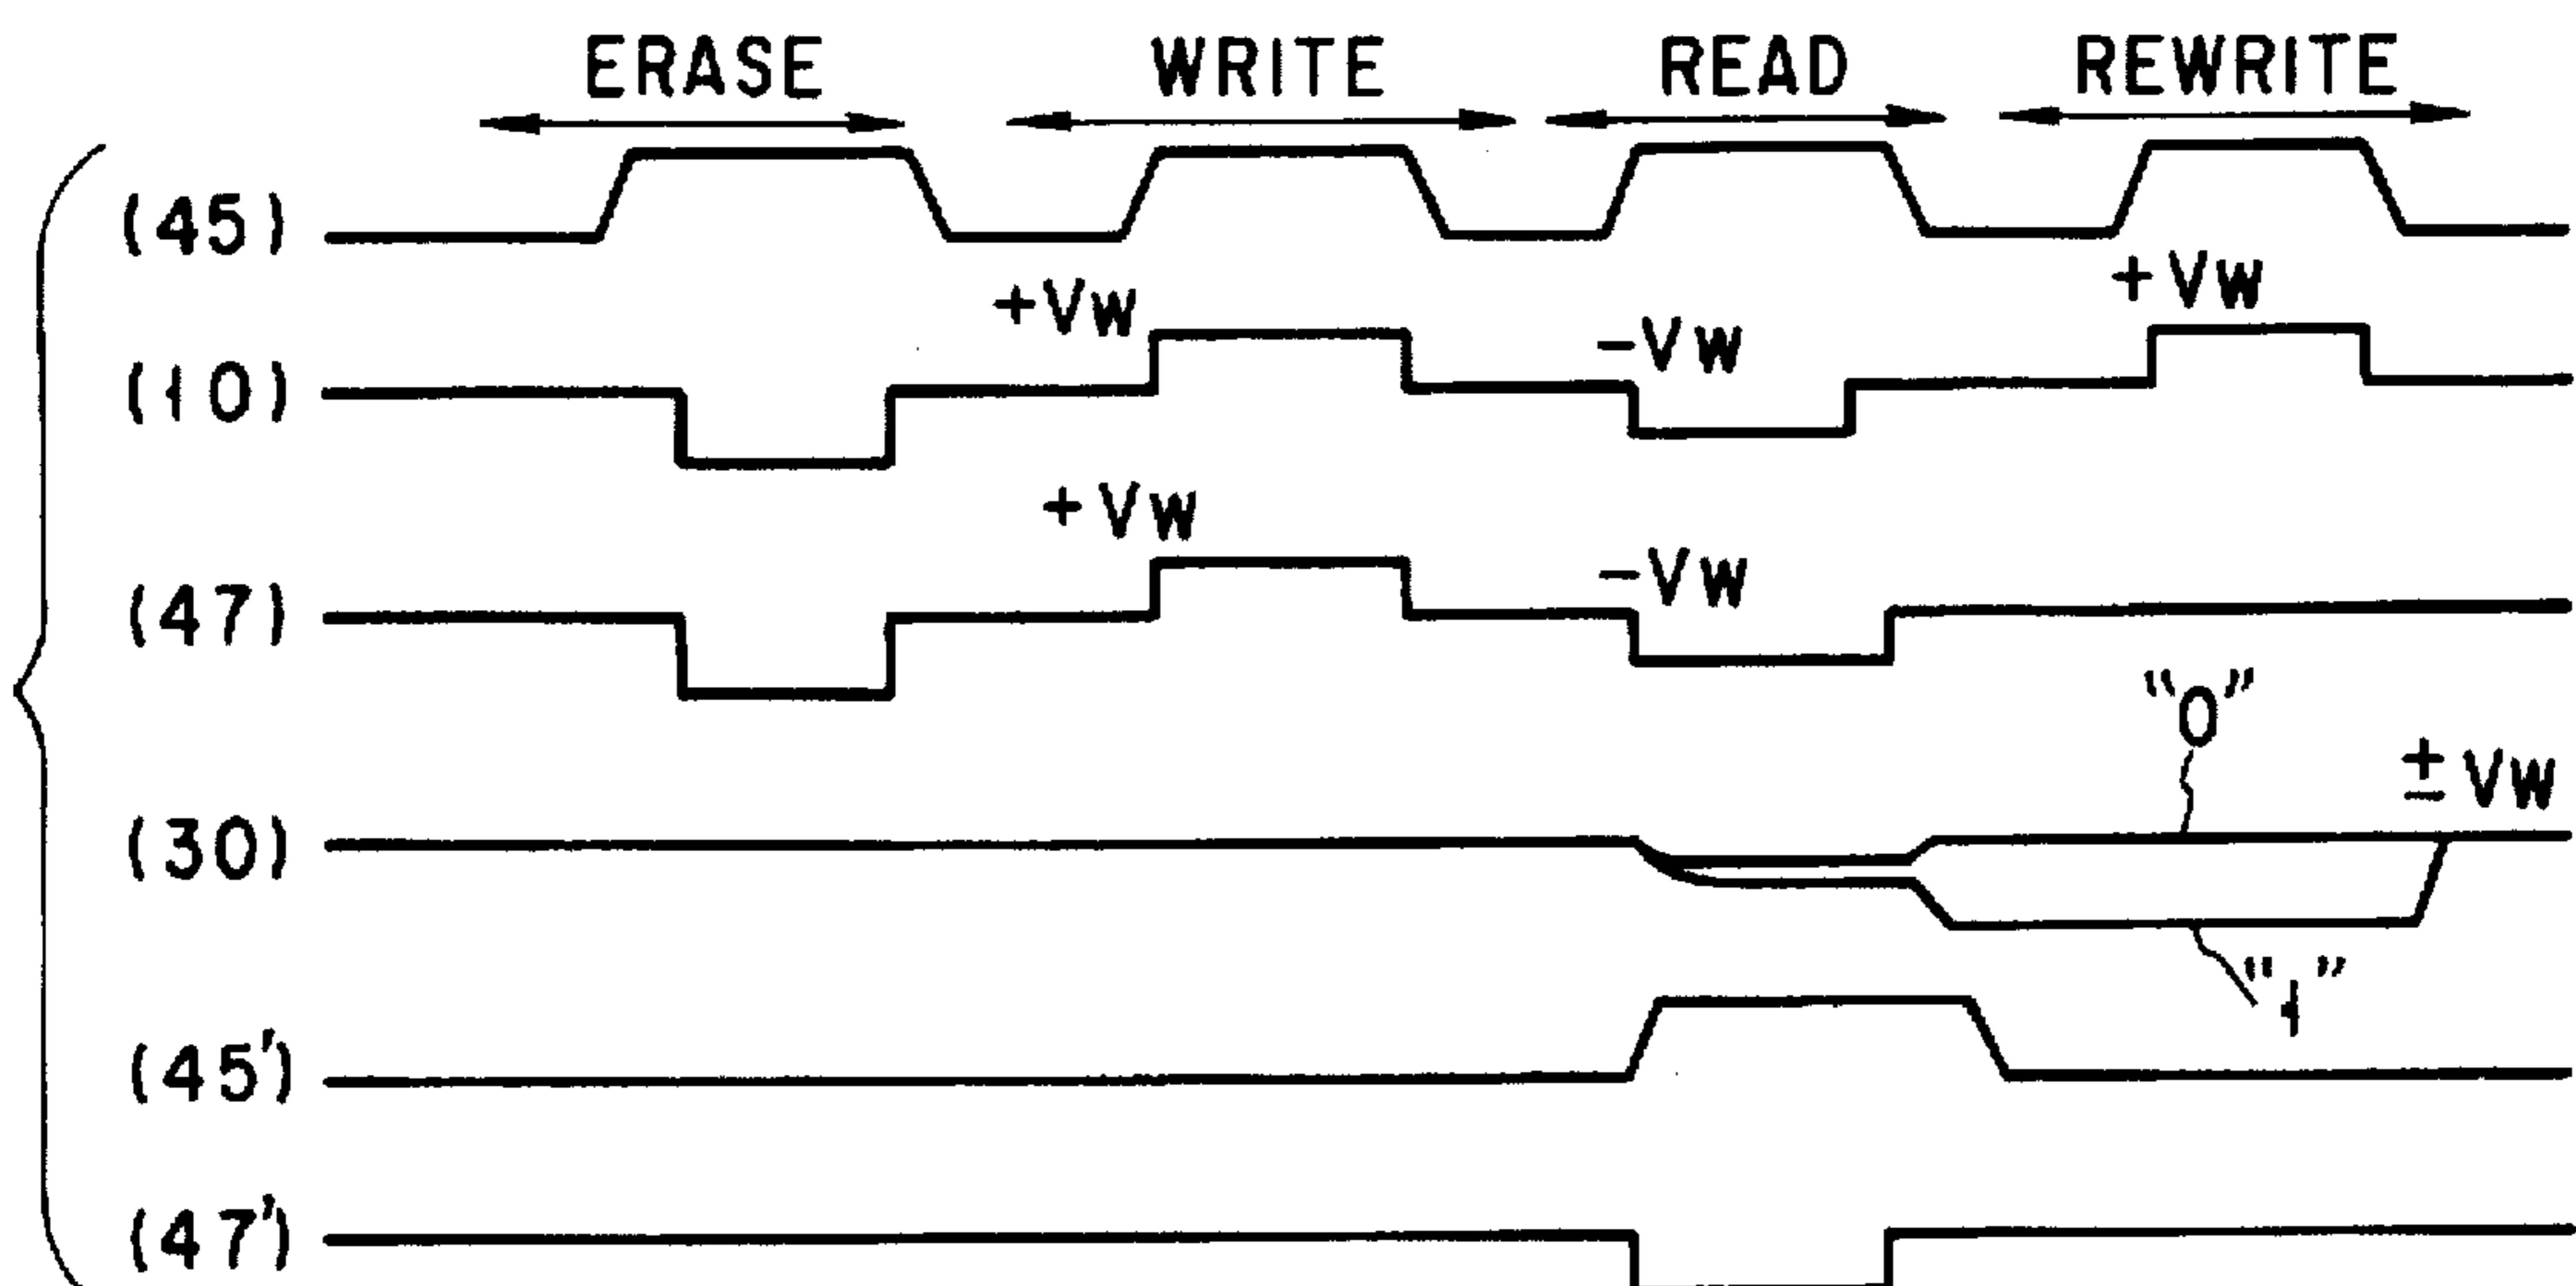 ERASE WRITE READ REWRITE
(45)
+VW
+VW -VW
(10)
+VW -VW
(47)
"0"
±VW
(30)
"1"
(45')
(47')